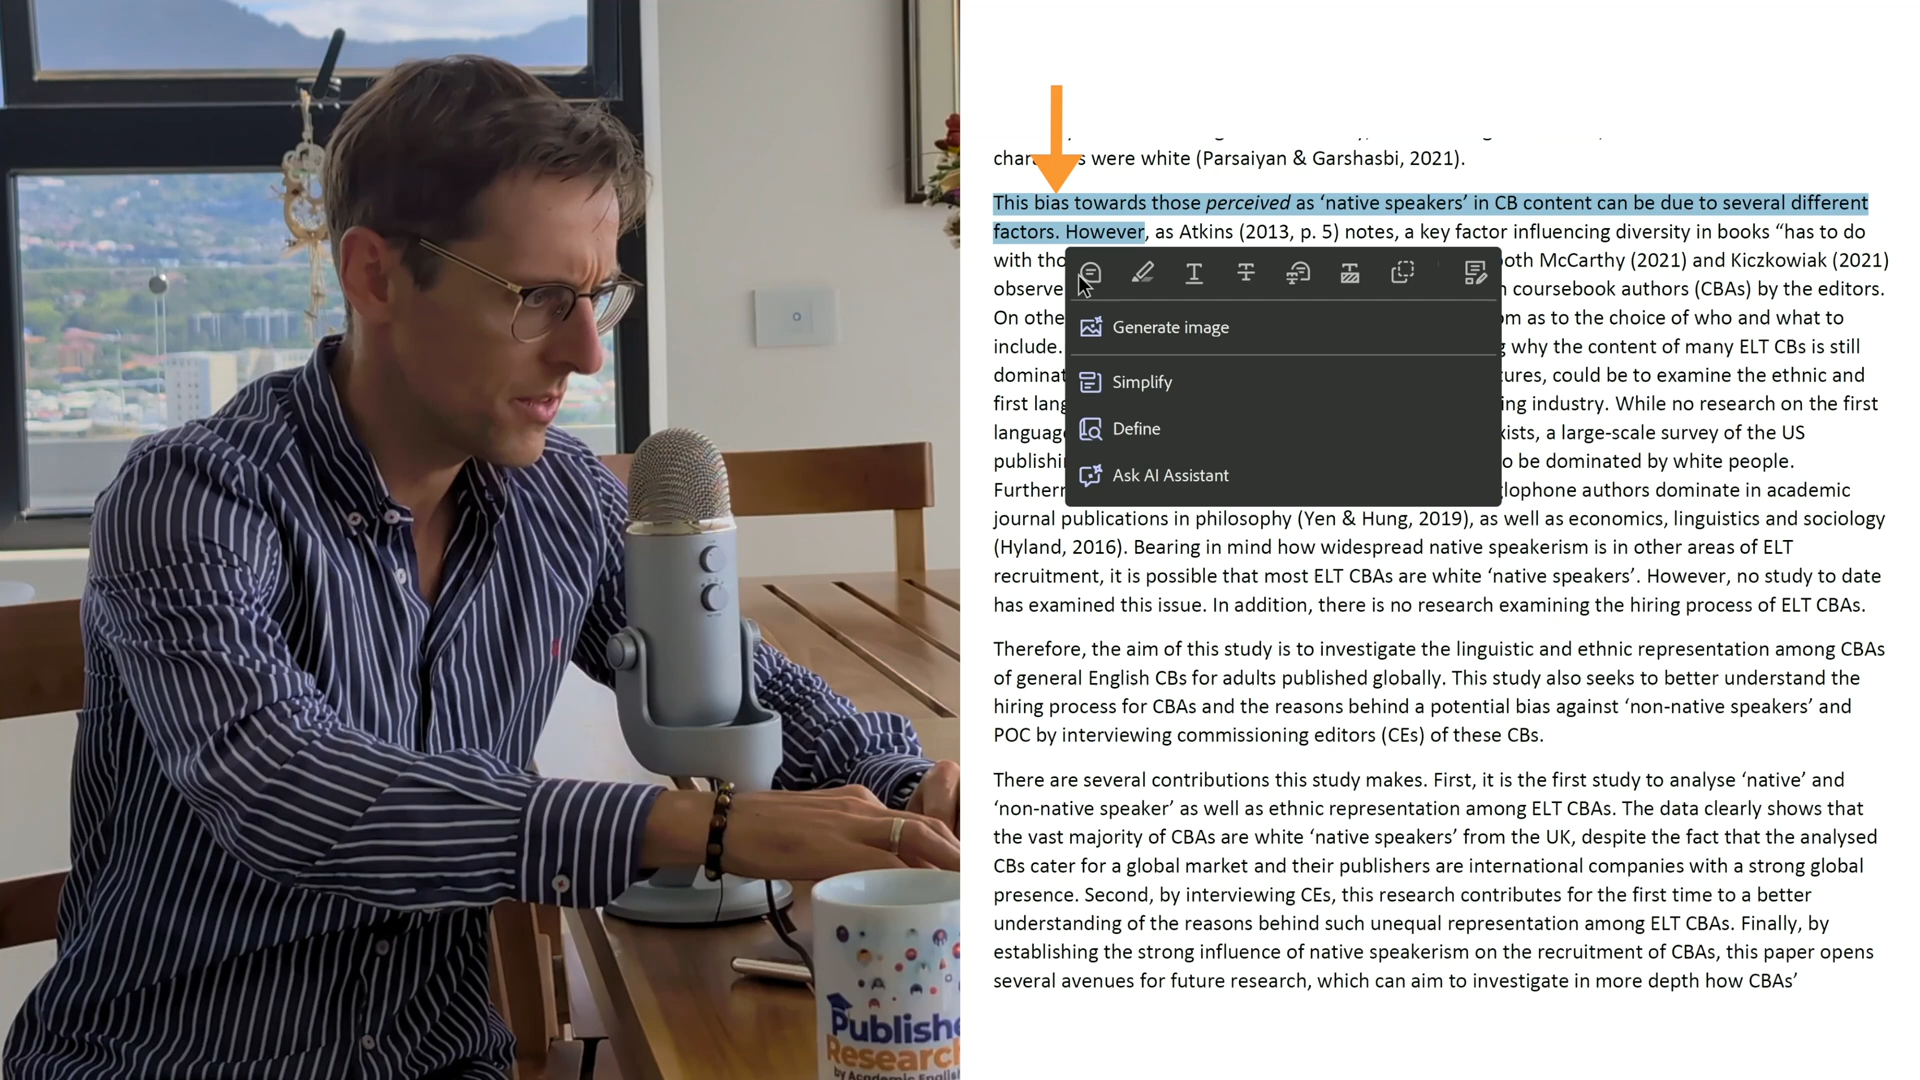 characters were white (Parsaiyan & Garshasbi, 2021).
This bias towards those perceived as ‘native speakers’ in CB content can be due to several different
factors. However, as Atkins (2013, p. 5) notes, a key factor influencing diversity in books “has to do
with tho
oth McCarthy (2021) and Kiczkowiak (2021)
observe
n coursebook authors (CBAs) by the editors.
On othe
om as to the choice of who and what to
include.
g why the content of many ELT CBs is still
dominat
tures, could be to examine the ethnic and
first lang
ing industry. While no research on the first
language
xists, a large-scale survey of the US
publishin
o be dominated by white people.
Furtherm
glophone authors dominate in academic
Generate image
Simplify
Define
Ask AI Assistant
journal publications in philosophy (Yen & Hung, 2019), as well as economics, linguistics and sociology
(Hyland, 2016). Bearing in mind how widespread native speakerism is in other areas of ELT
recruitment, it is possible that most ELT CBAs are white ‘native speakers’. However, no study to date
has examined this issue. In addition, there is no research examining the hiring process of ELT CBAs.
Therefore, the aim of this study is to investigate the linguistic and ethnic representation among CBAs
of general English CBs for adults published globally. This study also seeks to better understand the
hiring process for CBAs and the reasons behind a potential bias against ‘non-native speakers’ and
POC by interviewing commissioning editors (CEs) of these CBs.
There are several contributions this study makes. First, it is the first study to analyse ‘native’ and
‘non-native speaker’ as well as ethnic representation among ELT CBAs. The data clearly shows that
the vast majority of CBAs are white ‘native speakers’ from the UK, despite the fact that the analysed
CBs cater for a global market and their publishers are international companies with a strong global
presence. Second, by interviewing CEs, this research contributes for the first time to a better
understanding of the reasons behind such unequal representation among ELT CBAs. Finally, by
establishing the strong influence of native speakerism on the recruitment of CBAs, this paper opens
several avenues for future research, which can aim to investigate in more depth how CBAs’
Publishe
Research
by Academic English